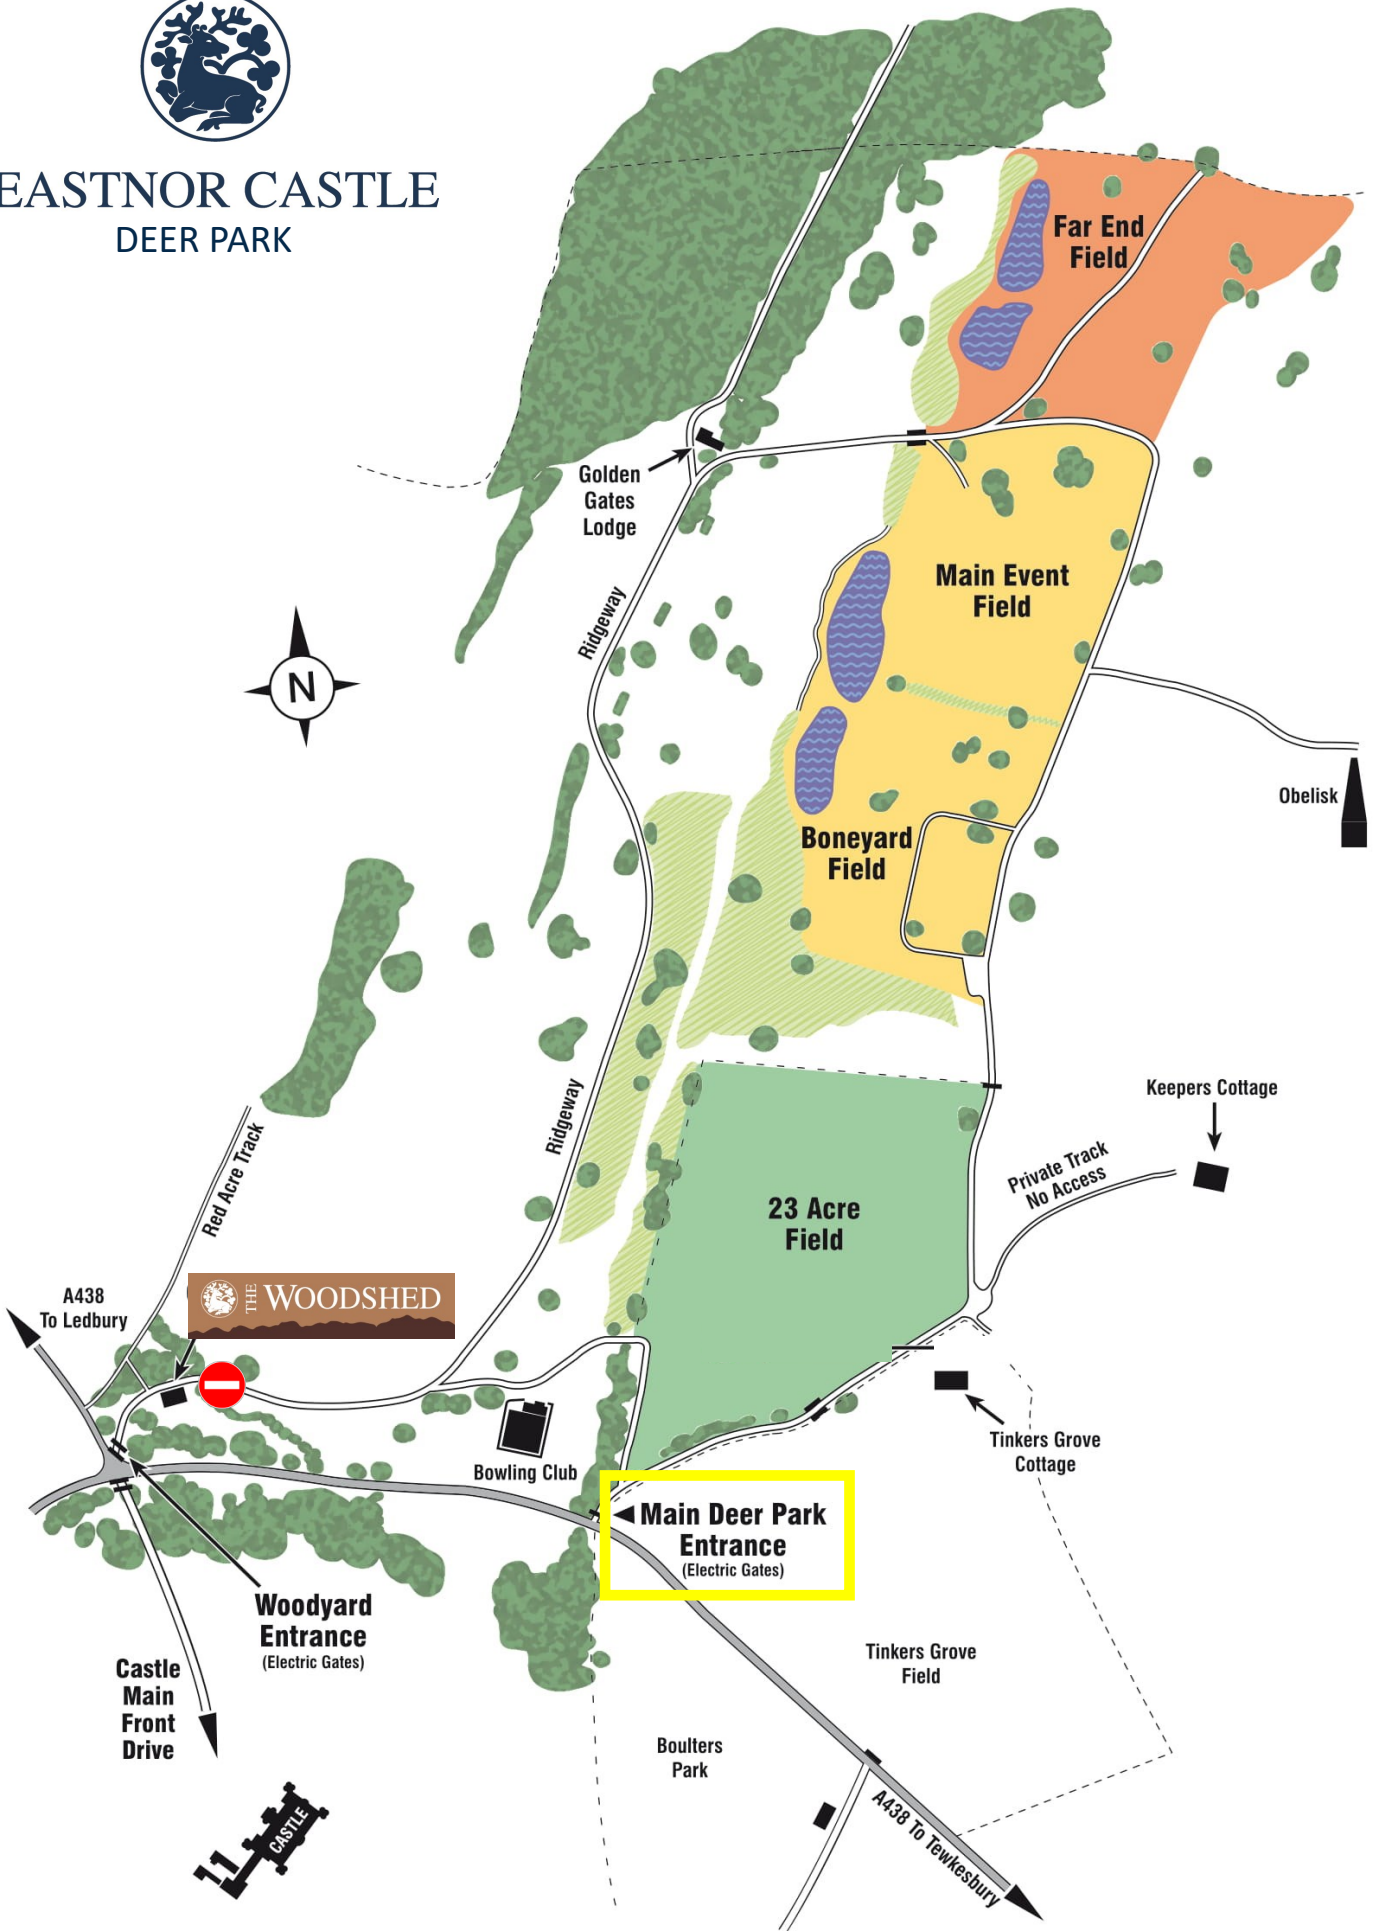 EASTNOR CASTLE
DEER PARK
Far End
Field
Golden
Gates
Lodge
Main Event
Field
Ridgeway
N
Obelisk
Boneyard
Field
Keepers Cottage
Ridgeway
Private Track
No Access
Red Acre Track
23 Acre
Field
A438
To Ledbury
THE WOODSHED
Tinkers Grove
Cottage
Bowling Club
Main Deer Park
Entrance
(Electric Gates)
Woodyard
Entrance
(Electric Gates)
Tinkers Grove
Field
Castle
Main
Front
Drive
Boulters
Park
A438 To Tewkesbury
CASTLE